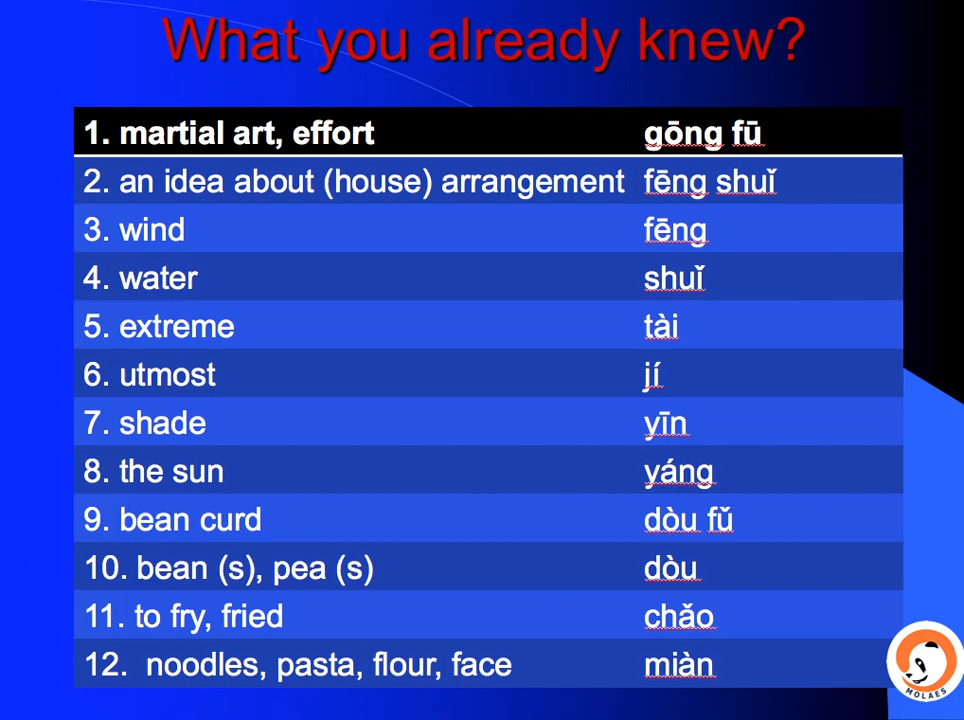 What you already knew?
1. martial art, effort gōng fū
2. an idea about (house) arrangement fēng shuǐ
3. wind fēng
4. water shuǐ
5. extreme tài
6. utmost jí
7. shade yīn
8. the sun yáng
9. bean curd dòu fǔ
10. bean (s), pea (s) dòu
11. to fry, fried chǎo
12. noodles, pasta, flour, face miàn
MOLAES